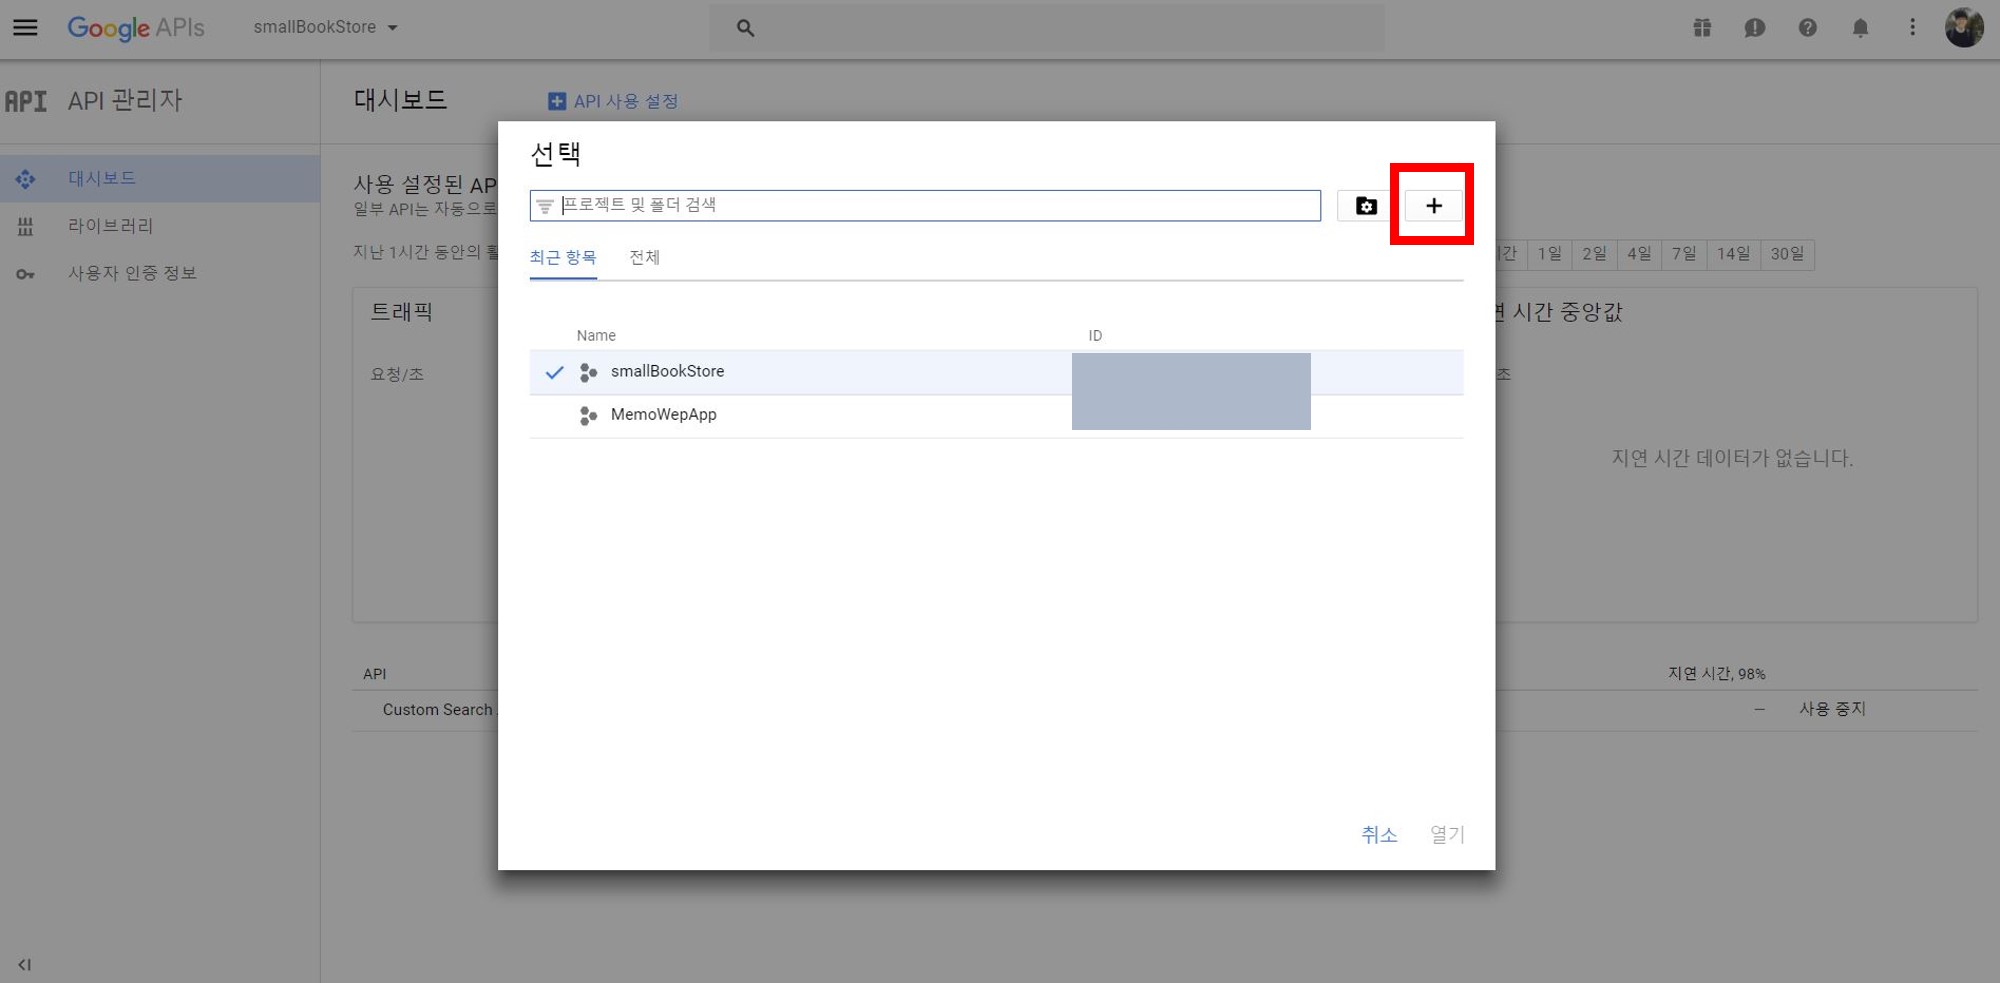 Google APIs
smallBookStore
API API 관리자
대시보드
라이브러리
사용자 인증 정보
대시보드
API 사용 설정
사용 설정된 AP
일부 API는 자동으로
지난 1시간 동안의
간 1일 2일 4일 7일 14일 30일
트래픽
요청/초
시간 중앙값
초
지연 시간 데이터가 없습니다.
API
지연 시간, 98%
Custom Search
– 사용 중지
선택
프로젝트 및 폴더 검색
최근 항목 전체
Name ID
smallBookStore
MemoWepApp
취소 열기